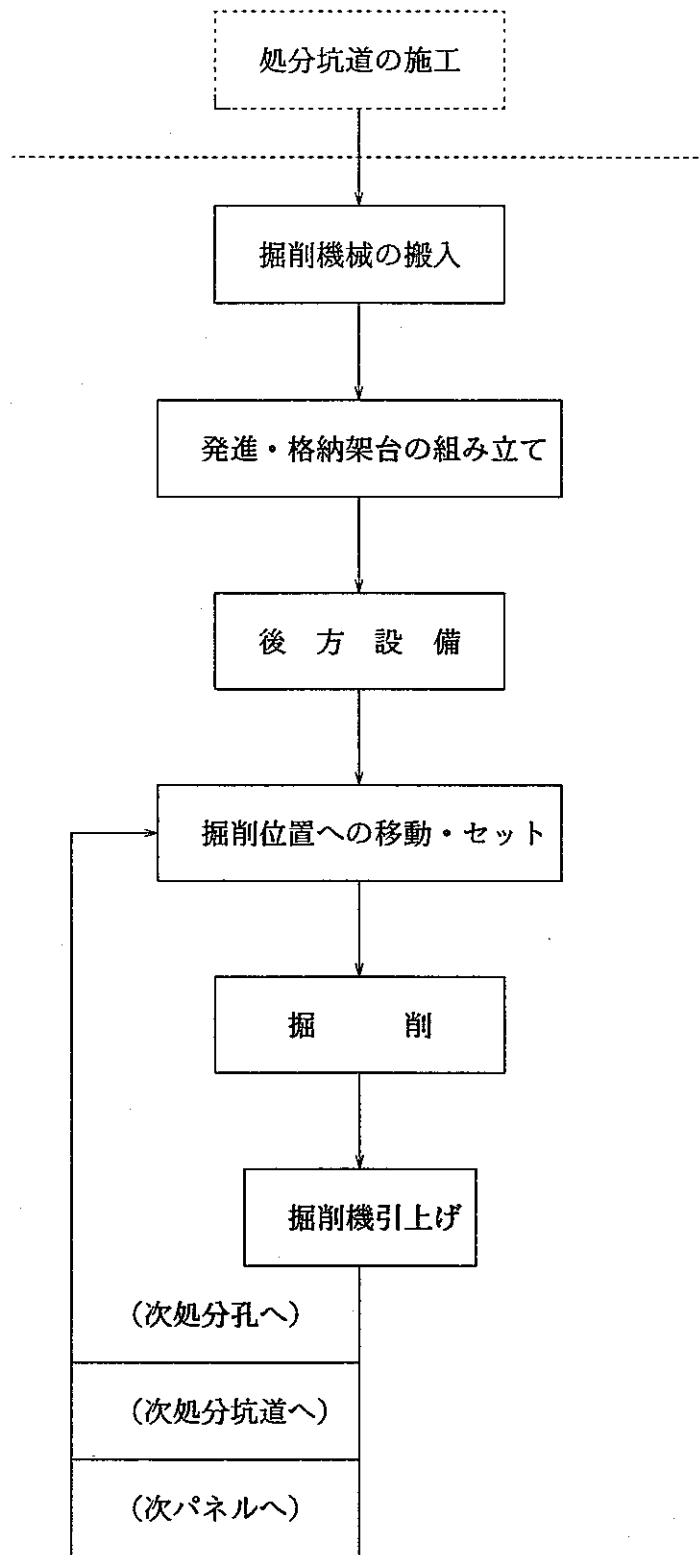 処分坑道の施工
掘削機械の搬入
発進・格納架台の組み立て
後 方 設 備
掘削位置への移動・セット
掘 削
掘削機引上げ
(次処分孔へ)
(次処分坑道へ)
(次パネルへ)